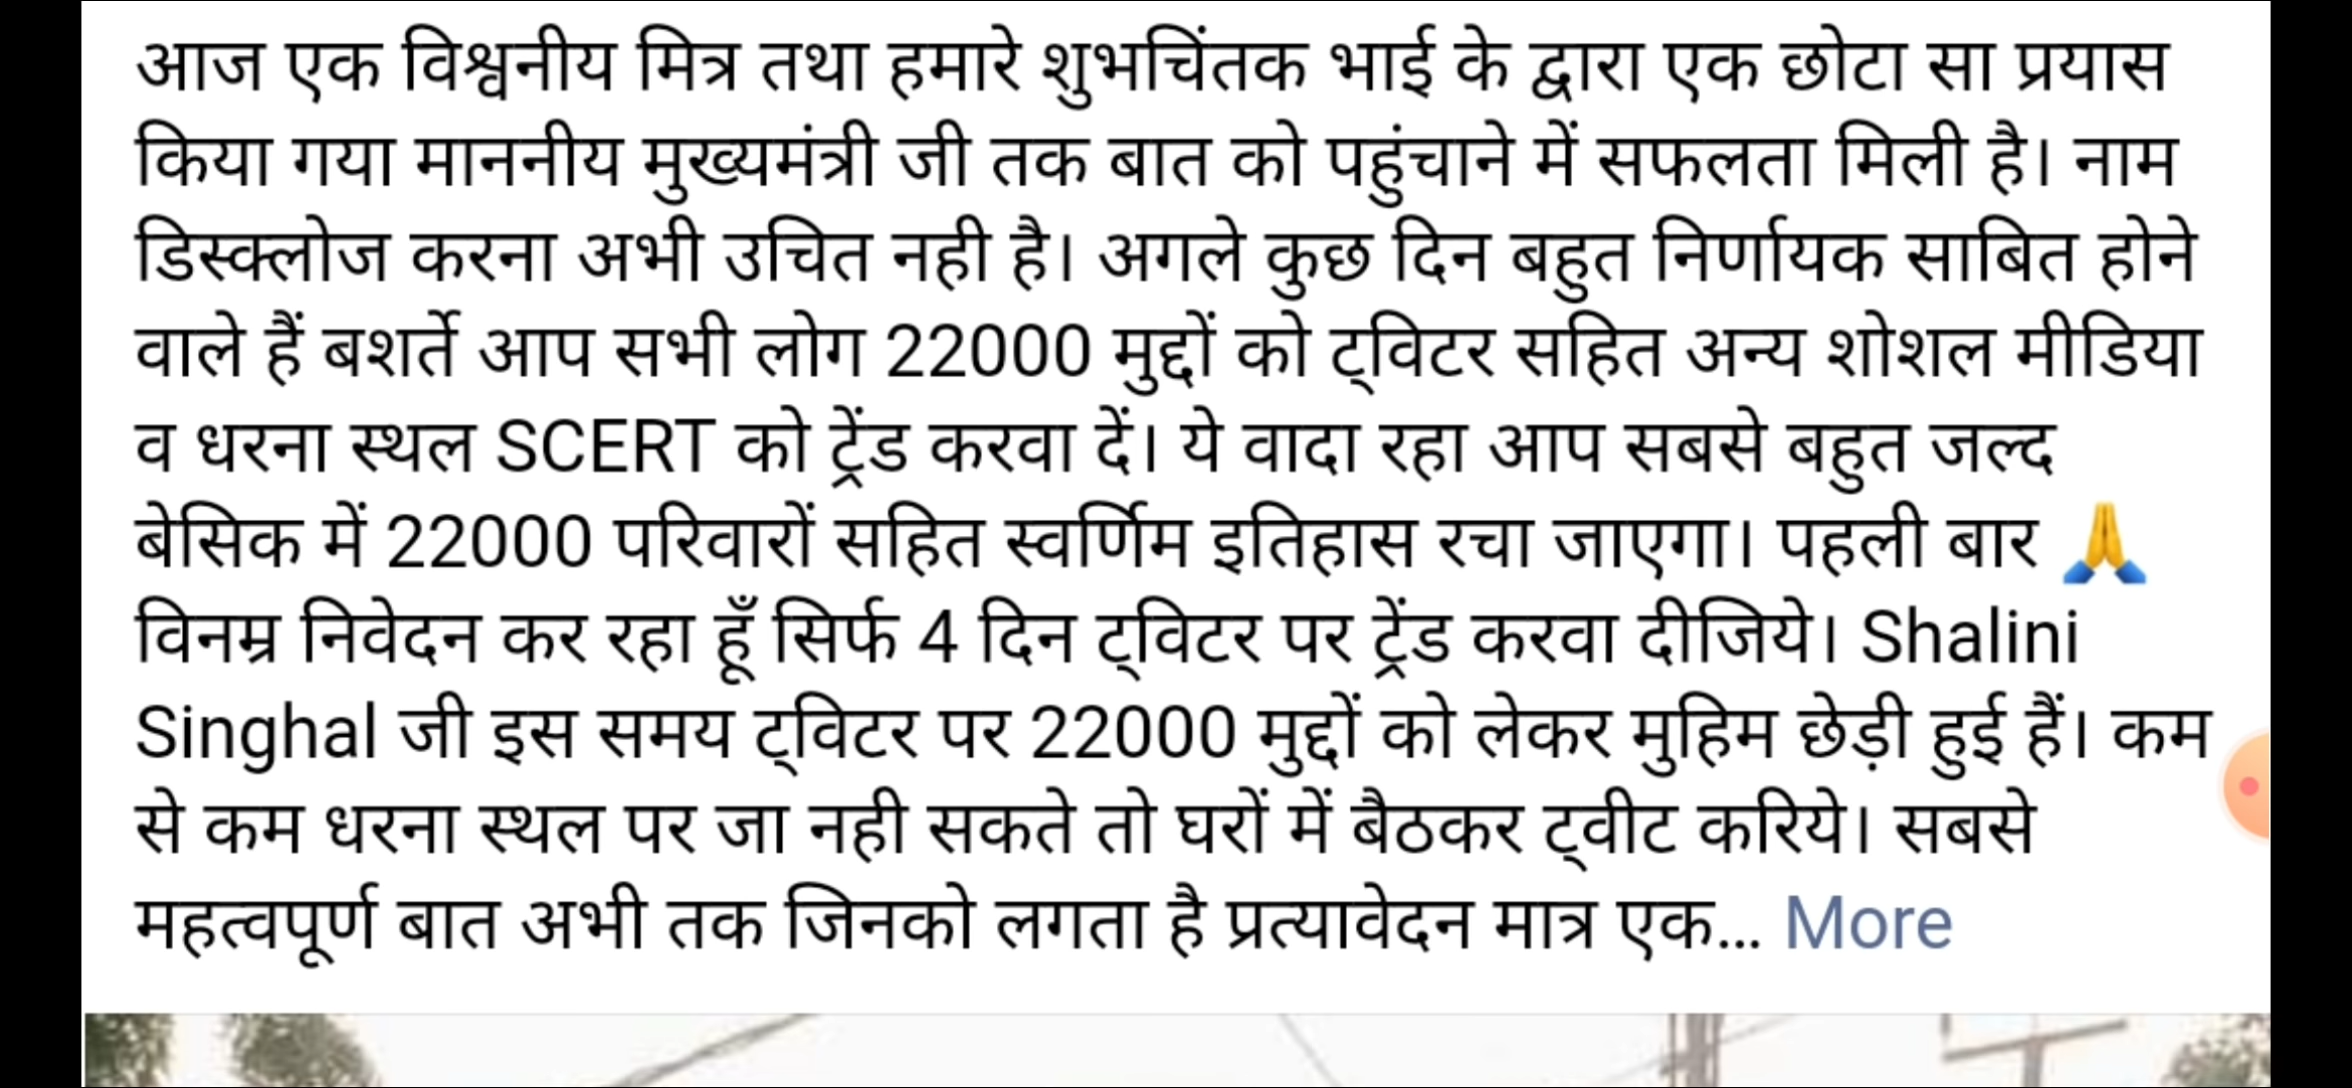 आज एक विश्वनीय मित्र तथा हमारे शुभचिंतक भाई के द्वारा एक छोटा सा प्रयास
किया गया माननीय मुख्यमंत्री जी तक बात को पहुंचाने में सफलता मिली है। नाम
डिस्क्लोज करना अभी उचित नही है। अगले कुछ दिन बहुत निर्णायक साबित होने
वाले हैं बशर्ते आप सभी लोग 22000 मुद्दों को ट्विटर सहित अन्य शोशल मीडिया
व धरना स्थल SCERT को ट्रेंड करवा दें। ये वादा रहा आप सबसे बहुत जल्द
बेसिक में 22000 परिवारों सहित स्वर्णिम इतिहास रचा जाएगा। पहली बार 🙏
विनम्र निवेदन कर रहा हूँ सिर्फ 4 दिन ट्विटर पर ट्रेंड करवा दीजिये। Shalini
Singhal जी इस समय ट्विटर पर 22000 मुद्दों को लेकर मुहिम छेड़ी हुई हैं। कम
से कम धरना स्थल पर जा नही सकते तो घरों में बैठकर ट्वीट करिये। सबसे
महत्वपूर्ण बात अभी तक जिनको लगता है प्रत्यावेदन मात्र एक... More